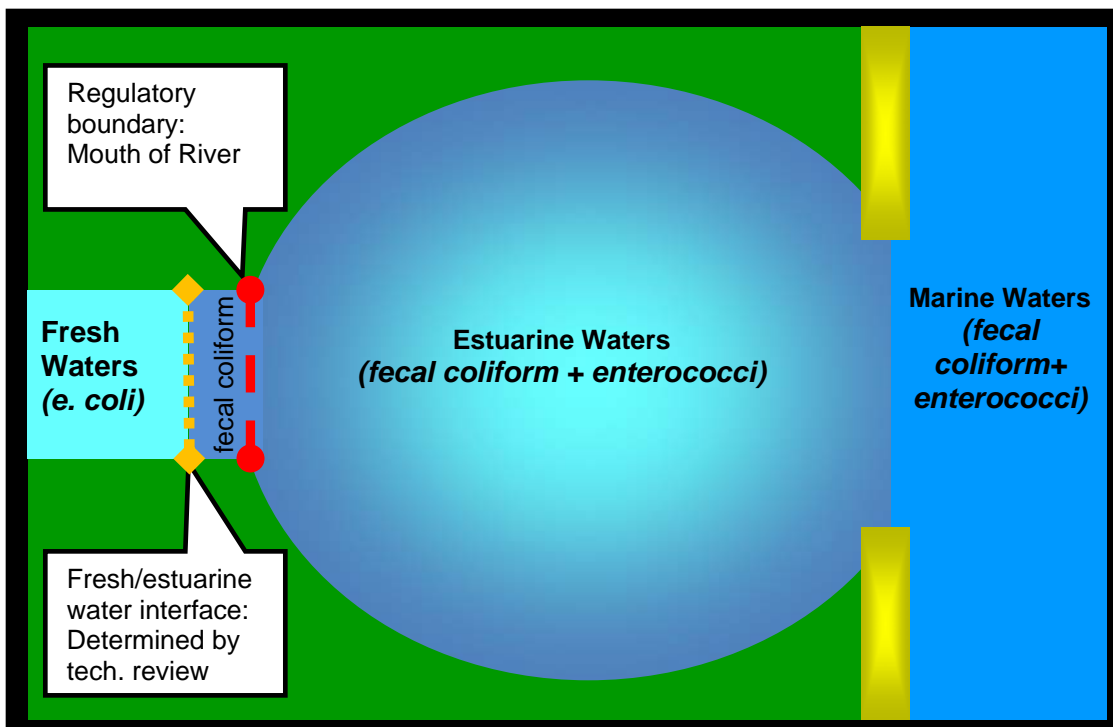 Regulatory
boundary:
Mouth of River
Fresh
Waters
(e. coli)
fecal coliform
Estuarine Waters
(fecal coliform + enterococci)
Marine Waters
(fecal
coliform+
enterococci)
Fresh/estuarine
water interface:
Determined by
tech. review